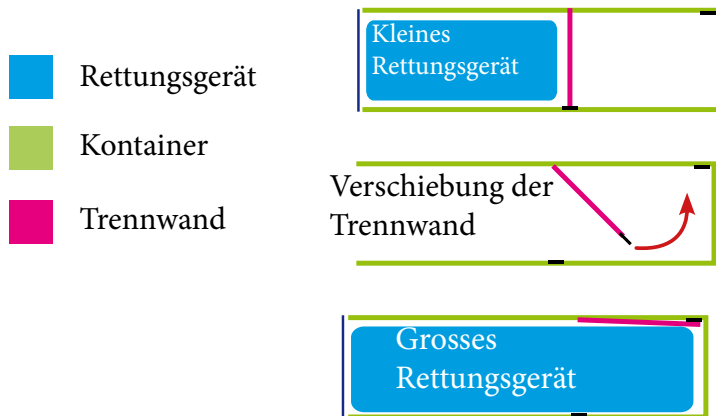 Rettungsgerät
Kontainer
Trennwand
Kleines
Rettungsgerät
Verschiebung der
Trennwand
Grosses
Rettungsgerät